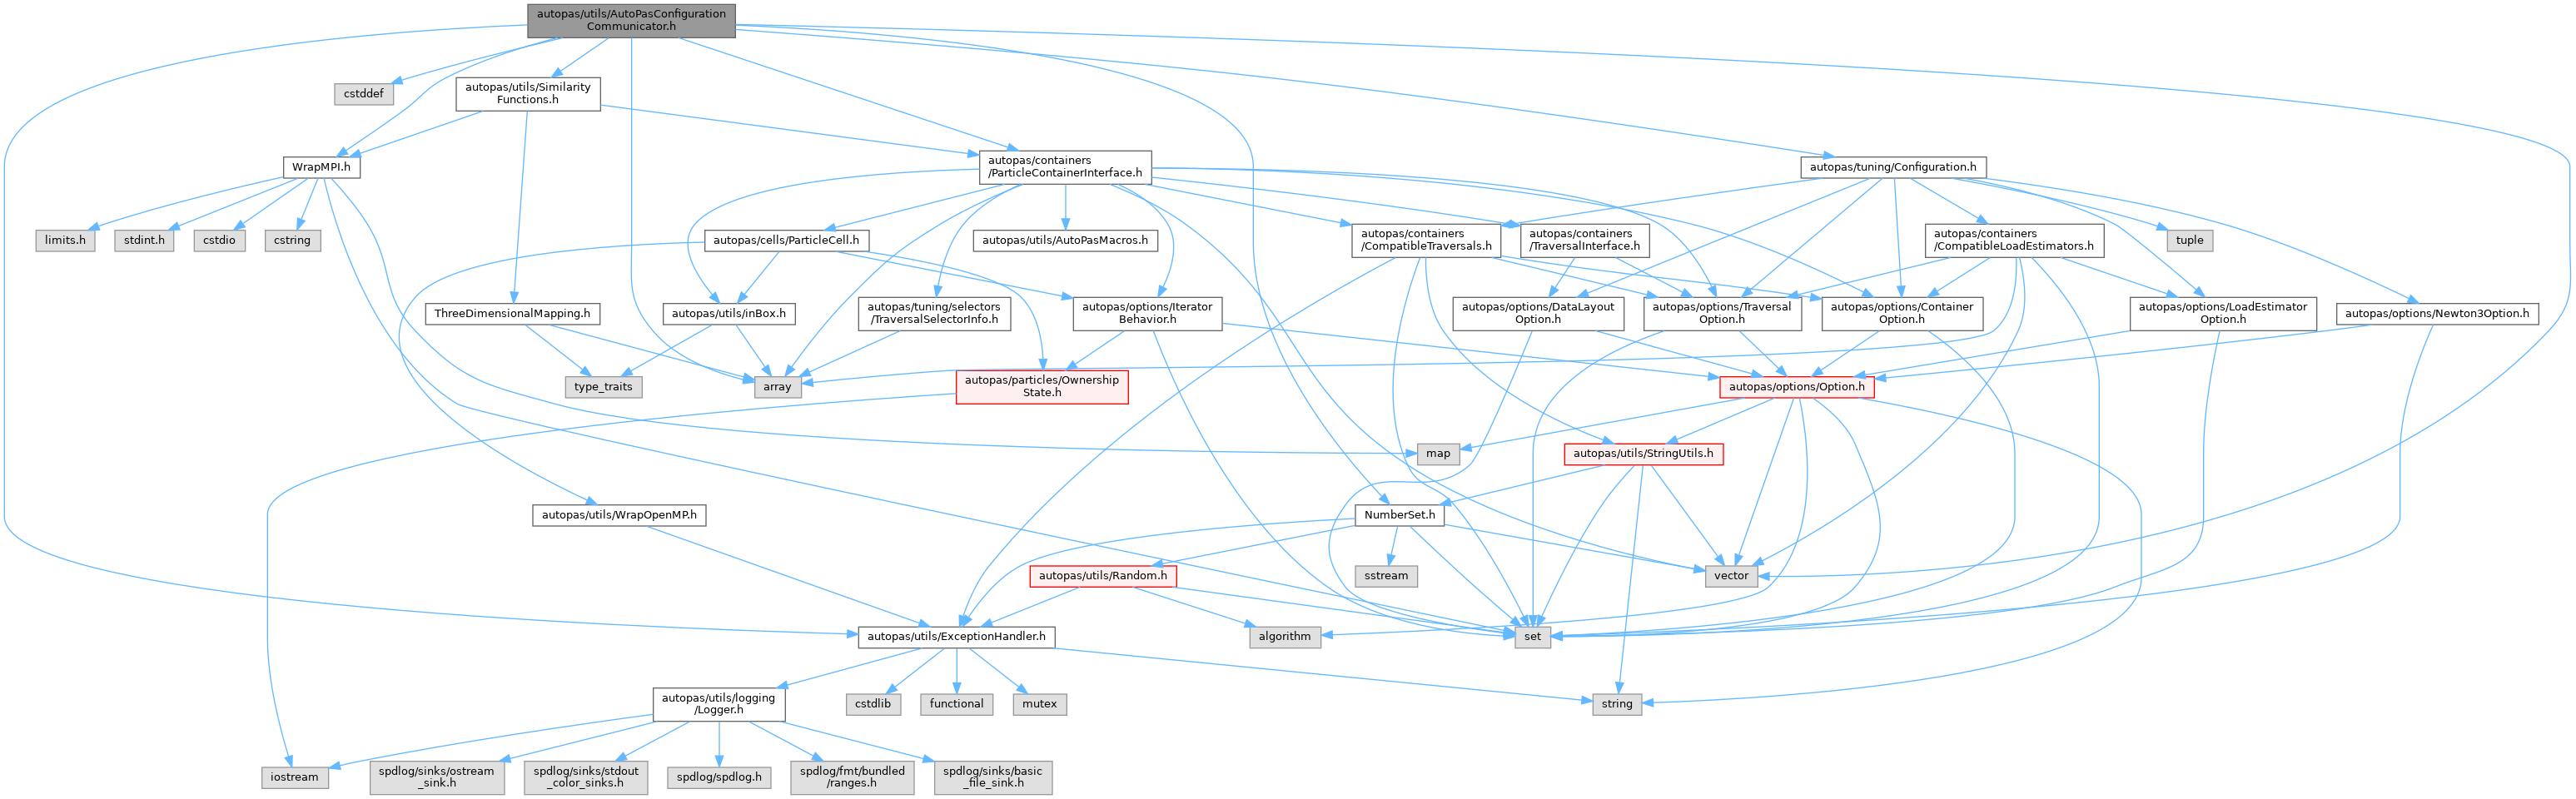 autopas/utils/AutoPasConfiguration
Communicator.h
cstddef
autopas/utils/Similarity
Functions.h
WrapMPI.h
autopas/containers
/ParticleContainerInterface.h
autopas/tuning/Configuration.h
limits.h
stdint.h
cstdio
cstring
autopas/cells/ParticleCell.h
autopas/utils/AutoPasMacros.h
autopas/containers
/CompatibleTraversals.h
autopas/containers
/TraversalInterface.h
autopas/containers
/CompatibleLoadEstimators.h
tuple
ThreeDimensionalMapping.h
autopas/utils/inBox.h
autopas/tuning/selectors
/TraversalSelectorInfo.h
autopas/options/Iterator
Behavior.h
autopas/options/DataLayout
Option.h
autopas/options/Traversal
Option.h
autopas/options/Container
Option.h
autopas/options/LoadEstimator
Option.h
autopas/options/Newton3Option.h
type_traits
array
autopas/particles/Ownership
State.h
autopas/options/Option.h
map
autopas/utils/StringUtils.h
autopas/utils/WrapOpenMP.h
NumberSet.h
autopas/utils/Random.h
sstream
vector
autopas/utils/ExceptionHandler.h
algorithm
set
autopas/utils/logging
/Logger.h
cstdlib
functional
mutex
string
iostream
spdlog/sinks/ostream
_sink.h
spdlog/sinks/stdout
_color_sinks.h
spdlog/spdlog.h
spdlog/fmt/bundled
/ranges.h
spdlog/sinks/basic
_file_sink.h